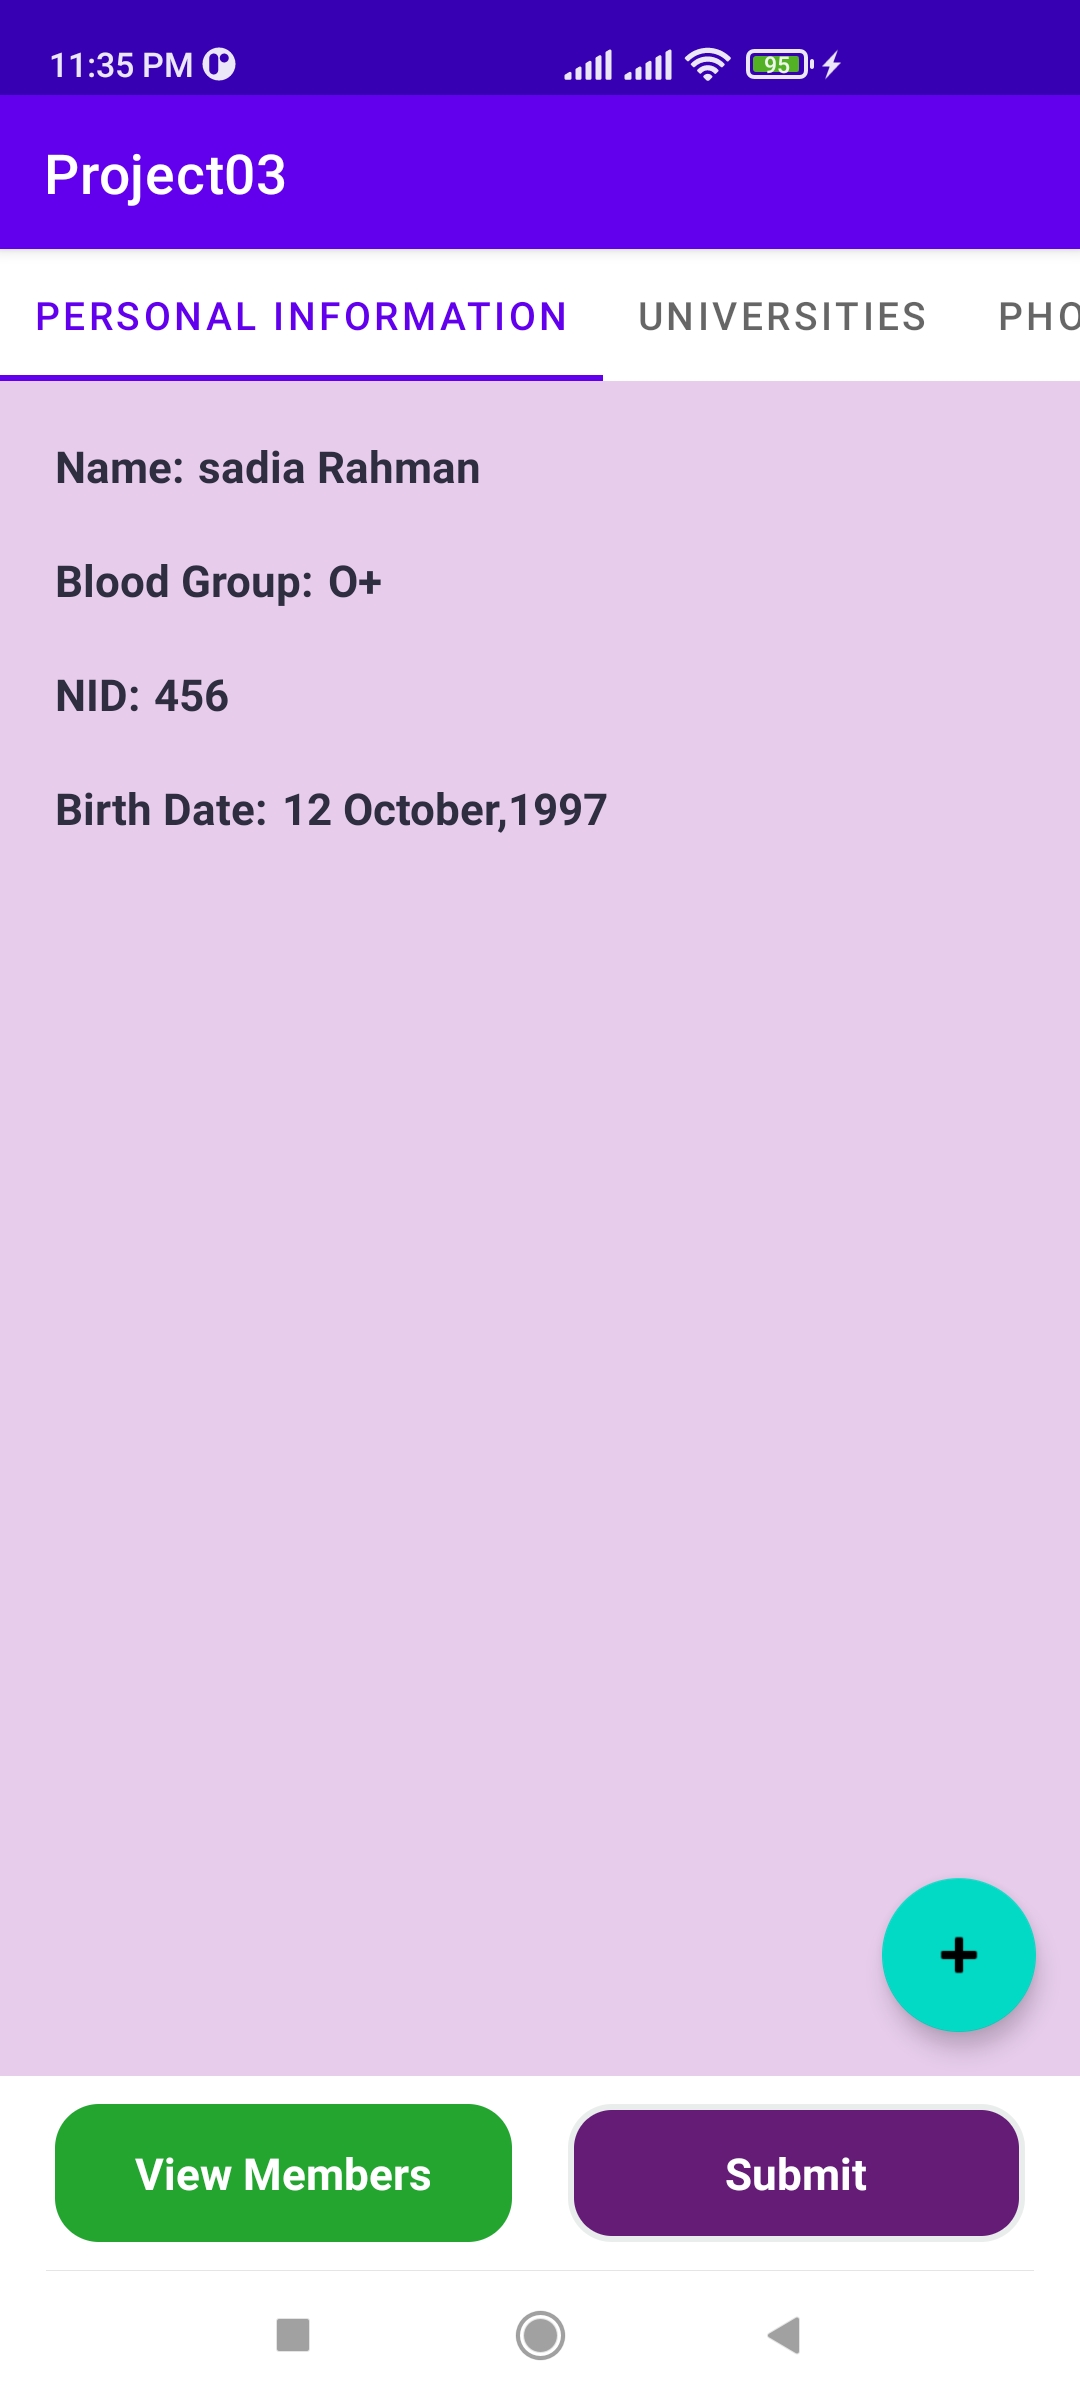 11:35 PM
95
Project03
PERSONAL INFORMATION UNIVERSITIES PHO
Name: sadia Rahman
Blood Group: O+
NID: 456
Birth Date: 12 October,1997
View Members Submit